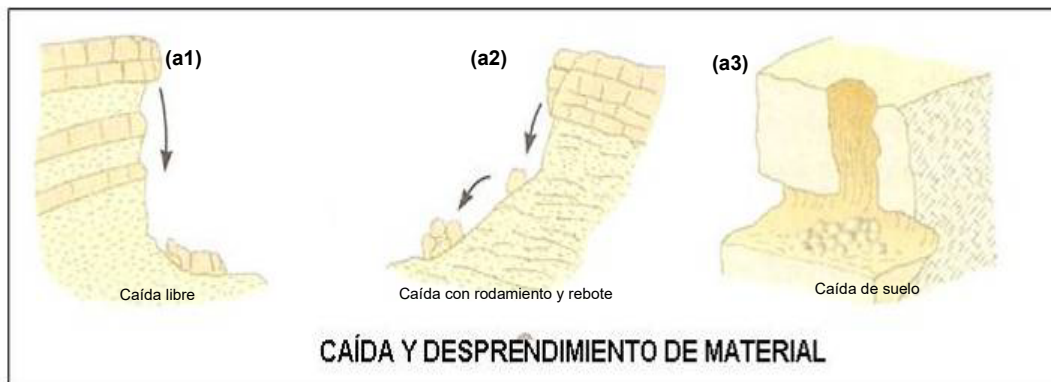 (a1)
(a2)
(a3)
Caída libre
Caída con rodamiento y rebote
Caída de suelo
CAÍDA Y DESPRENDIMIENTO DE MATERIAL